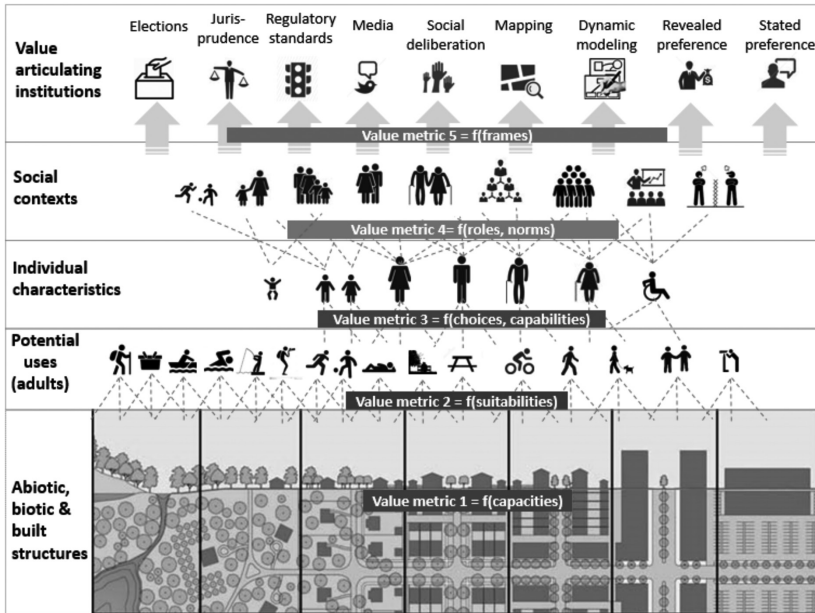 Value
articulating
institutions
Elections
Juris-
prudence
Regulatory
standards
Media
Social
deliberation
Mapping
Dynamic
modeling
Revealed
preference
Stated
preference
Value metric 5 = f(frames)
Social
contexts
Value metric 4= f(roles, norms)
Individual
characteristics
Value metric 3 = f(choices, capabilities)
Potential
uses
(adults)
Value metric 2 = f(suitabilities)
Abiotic,
biotic &
built
structures
Value metric 1 = f(capacities)